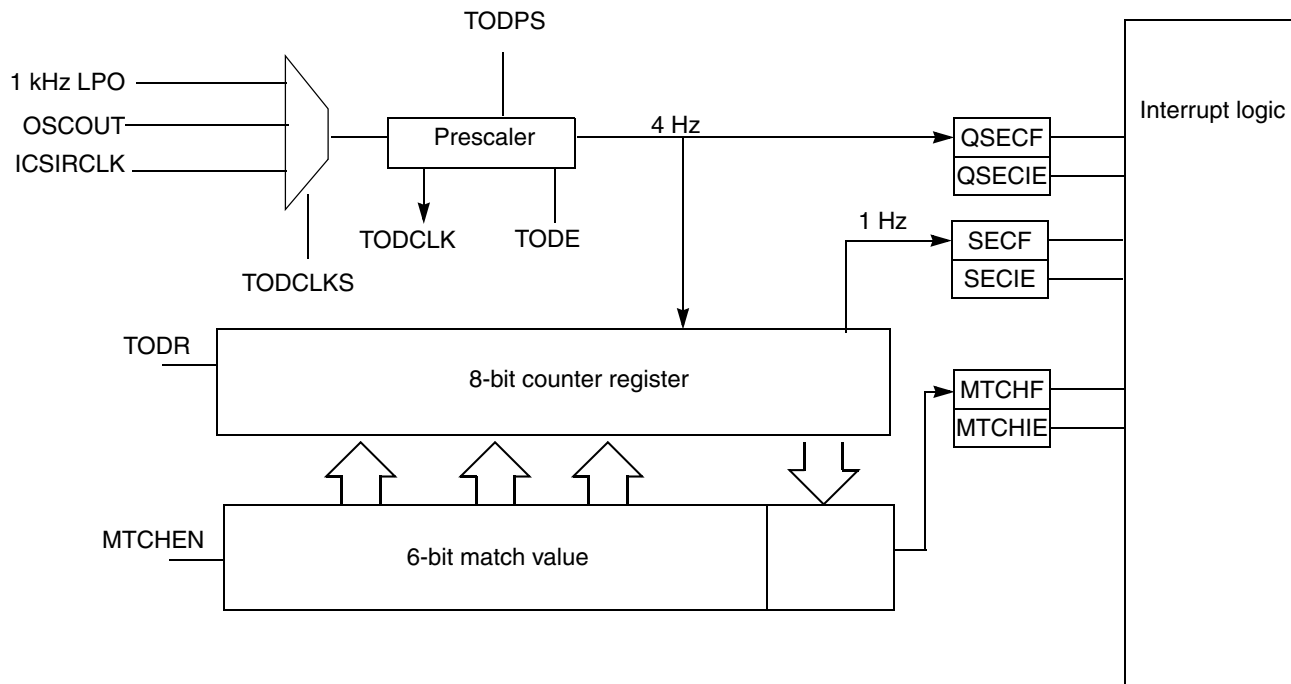 TODPS
1 kHz LPO
OSCOUT
ICSIRCLK
Prescaler
4 Hz
TODCLK
TODE
TODCLKS
QSECF
QSECIE
1 Hz
SECF
SECIE
Interrupt logic
TODR
8-bit counter register
MTCHF
MTCHIE
MTCHEN
6-bit match value